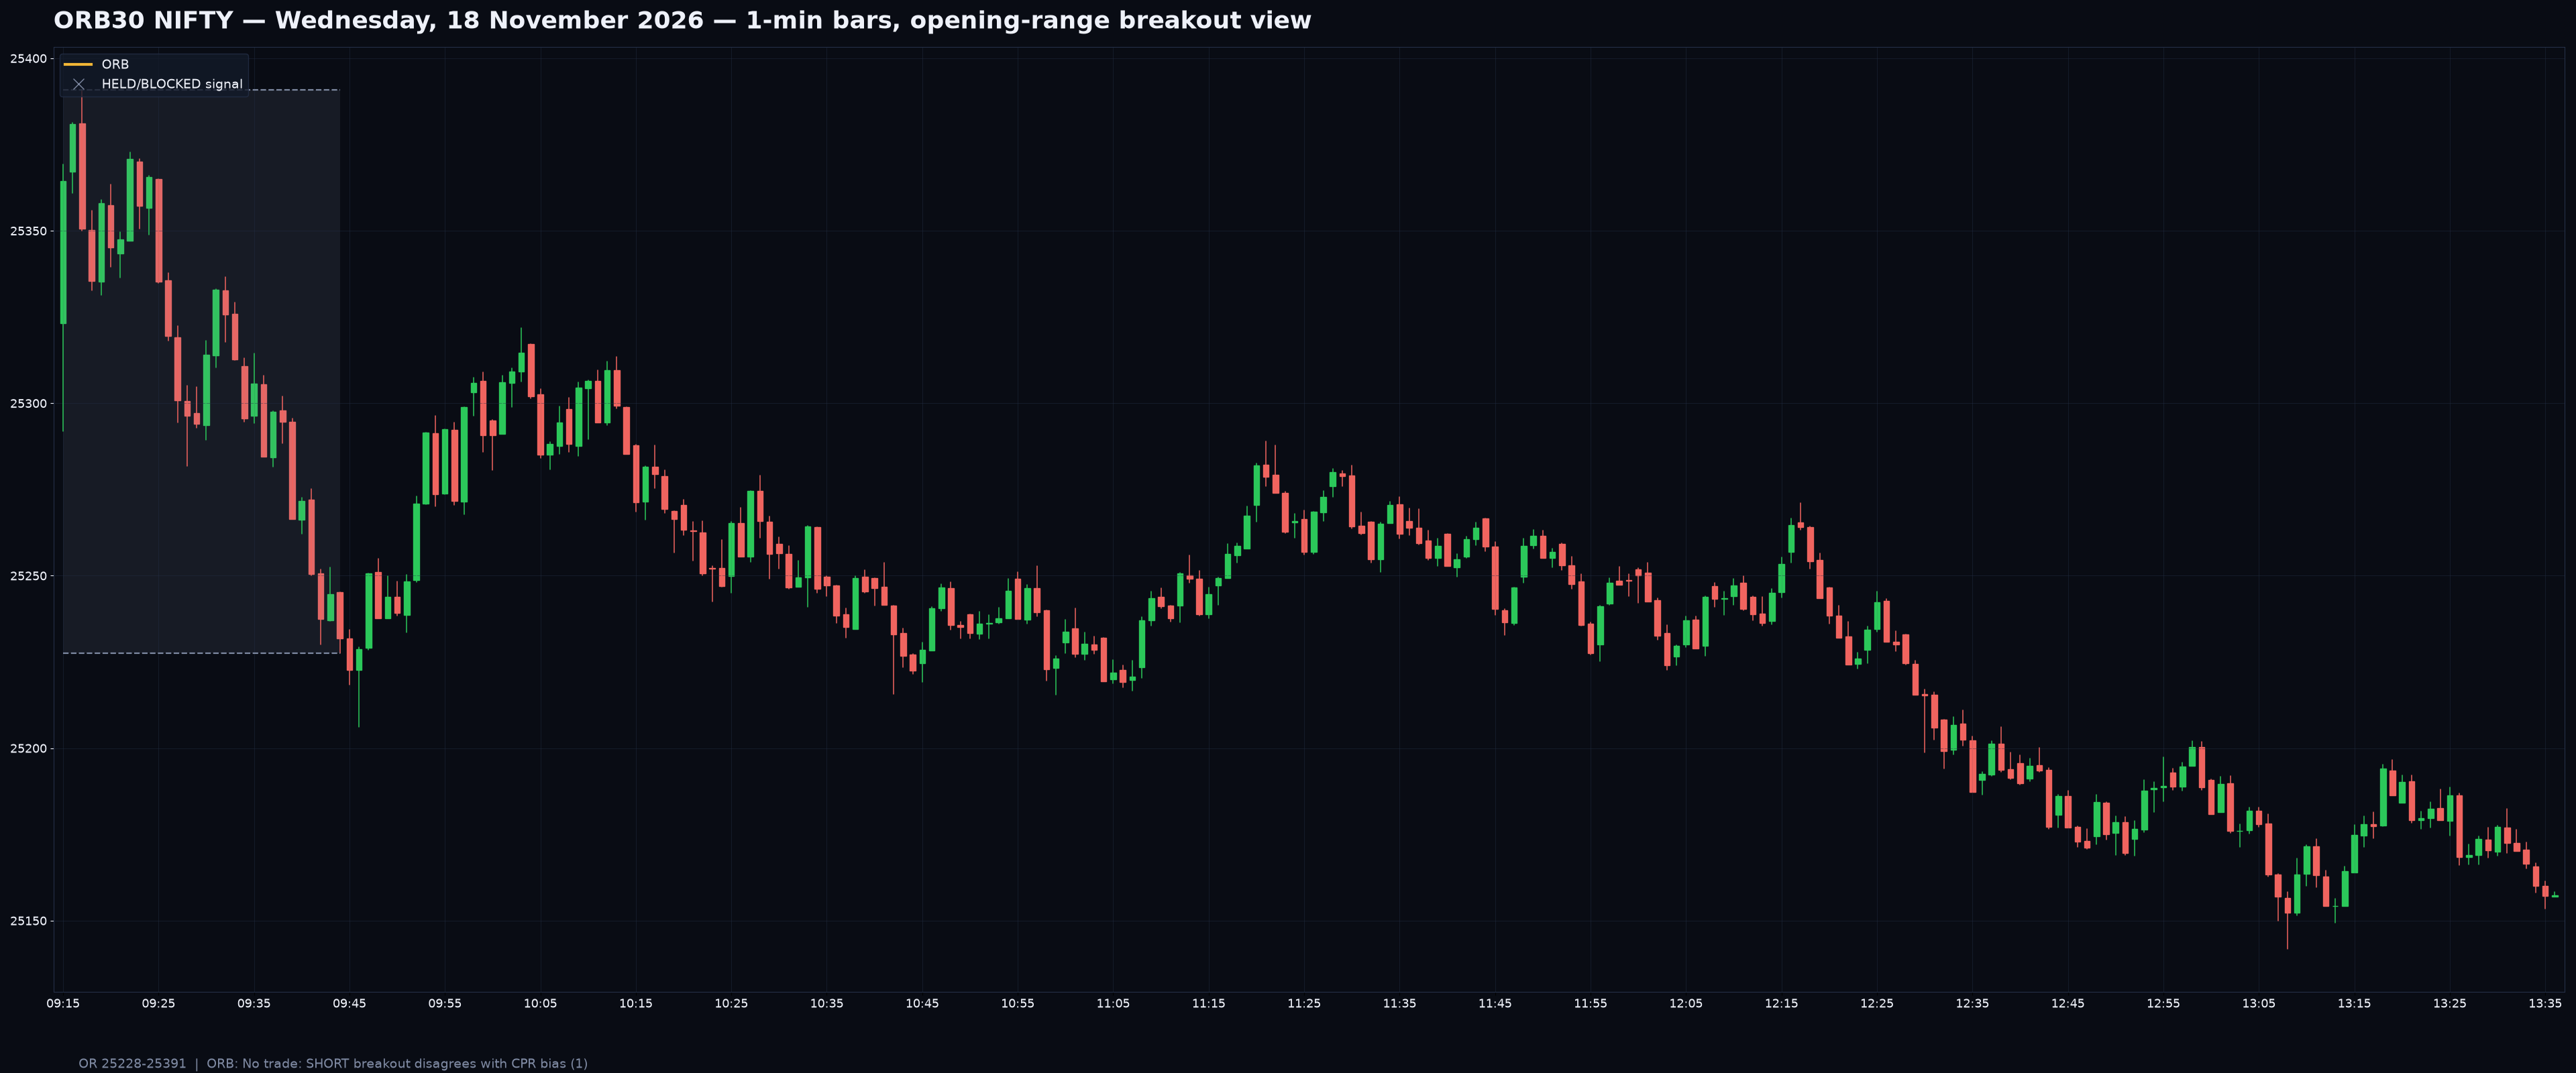 ORB30 NIFTY — Wednesday, 18 November 2026 — 1-min bars, opening-range breakout view
ORB
HELD/BLOCKED signal
25400
25350
25300
25250
25200
25150
09:15 09:25 09:35 09:45 09:55 10:05 10:15 10:25 10:35 10:45 10:55 11:05 11:15 11:25 11:35 11:45 11:55 12:05 12:15 12:25 12:35 12:45 12:55 13:05 13:15 13:25 13:35
OR 25228-25391 | ORB: No trade: SHORT breakout disagrees with CPR bias (1)